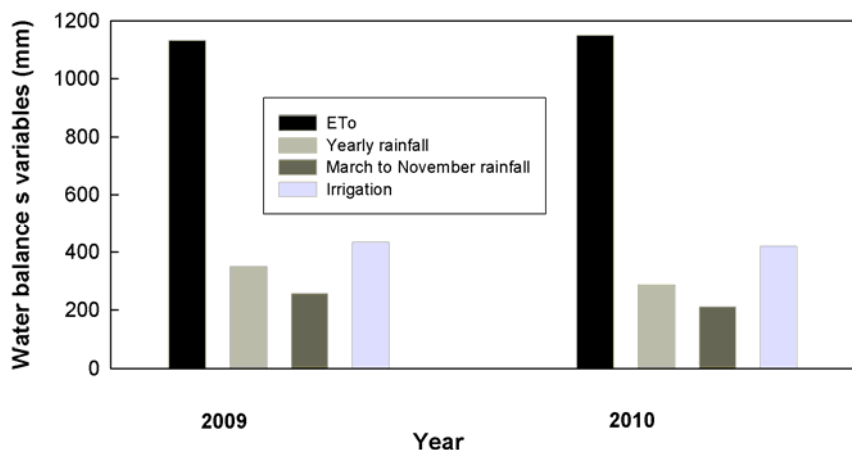 Water balance s variables (mm)
1200
1000
800
600
400
200
0
ETo
Yearly rainfall
March to November rainfall
Irrigation
2009
2010
Year